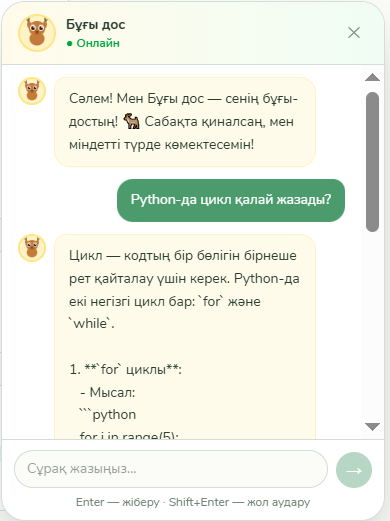 Бұғы дос
● Онлайн
Сәлем! Мен Бұғы дос — сенің бұғы-
достың! 🐐 Сабақта қиналсаң, мен
міндетті түрде көмектесемін!
Python-да цикл қалай жазады?
Цикл — кодтың бір бөлігін бірнеше
рет қайталау үшін керек. Python-да
екі негізгі цикл бар: `for` және
`while`.
1. **`for` циклы**:
- Мысал:
```python
for i in range(5):
Сұрақ жазыңыз...
Enter — жіберу · Shift+Enter — жол аудару